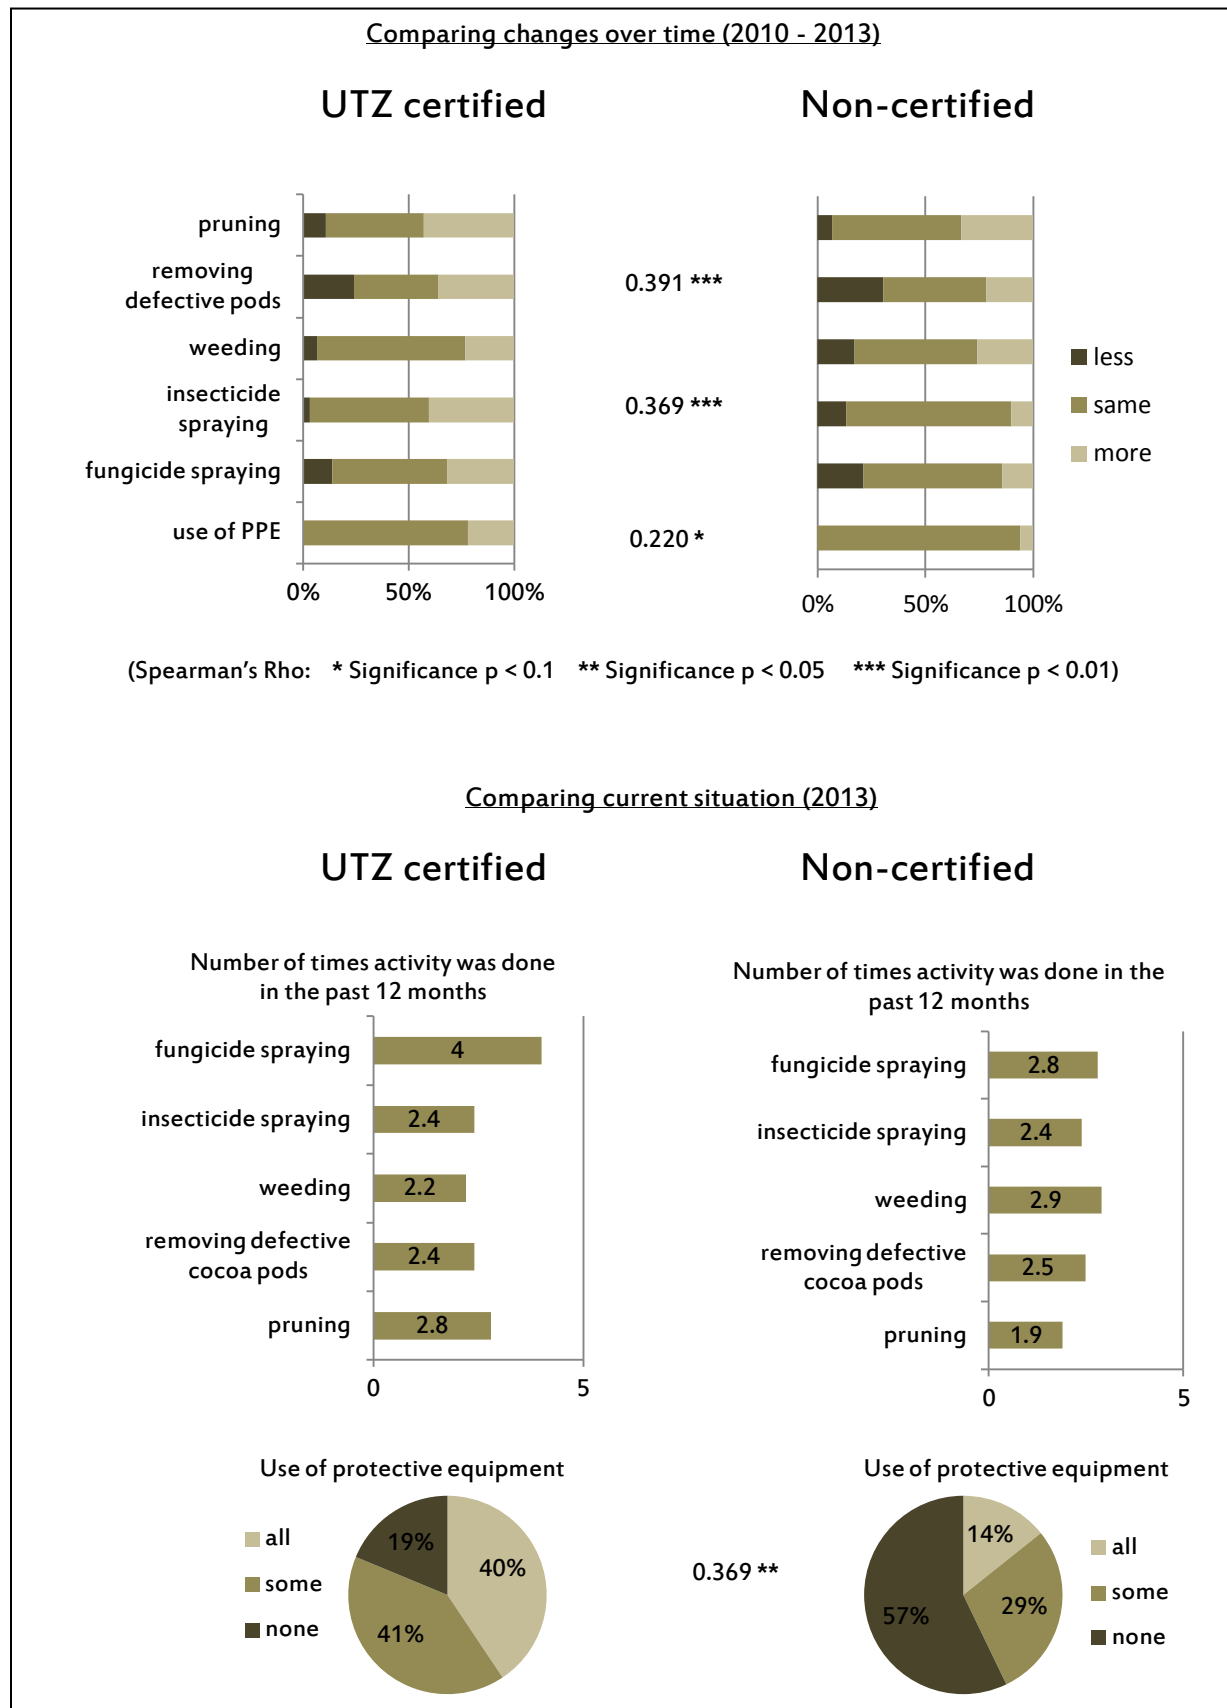 Comparing changes over time (2010 - 2013)
UTZ certified
Non-certified
pruning
removing
defective pods
weeding
insecticide
spraying
fungicide spraying
use of PPE
0% 50% 100%
0.391 ***
0.369 ***
0.220 *
0% 50% 100%
less
same
more
(Spearman's Rho: * Significance p < 0.1 ** Significance p < 0.05 *** Significance p < 0.01)
Comparing current situation (2013)
UTZ certified
Non-certified
Number of times activity was done
in the past 12 months
fungicide spraying 4
insecticide spraying 2.4
weeding 2.2
removing defective
cocoa pods 2.4
pruning 2.8
0 5
Number of times activity was done in the
past 12 months
fungicide spraying 2.8
insecticide spraying 2.4
weeding 2.9
removing defective
cocoa pods 2.5
pruning 1.9
0 5
Use of protective equipment
all
some
none
19%
40%
41%
0.369 **
Use of protective equipment
14%
29%
57%
all
some
none